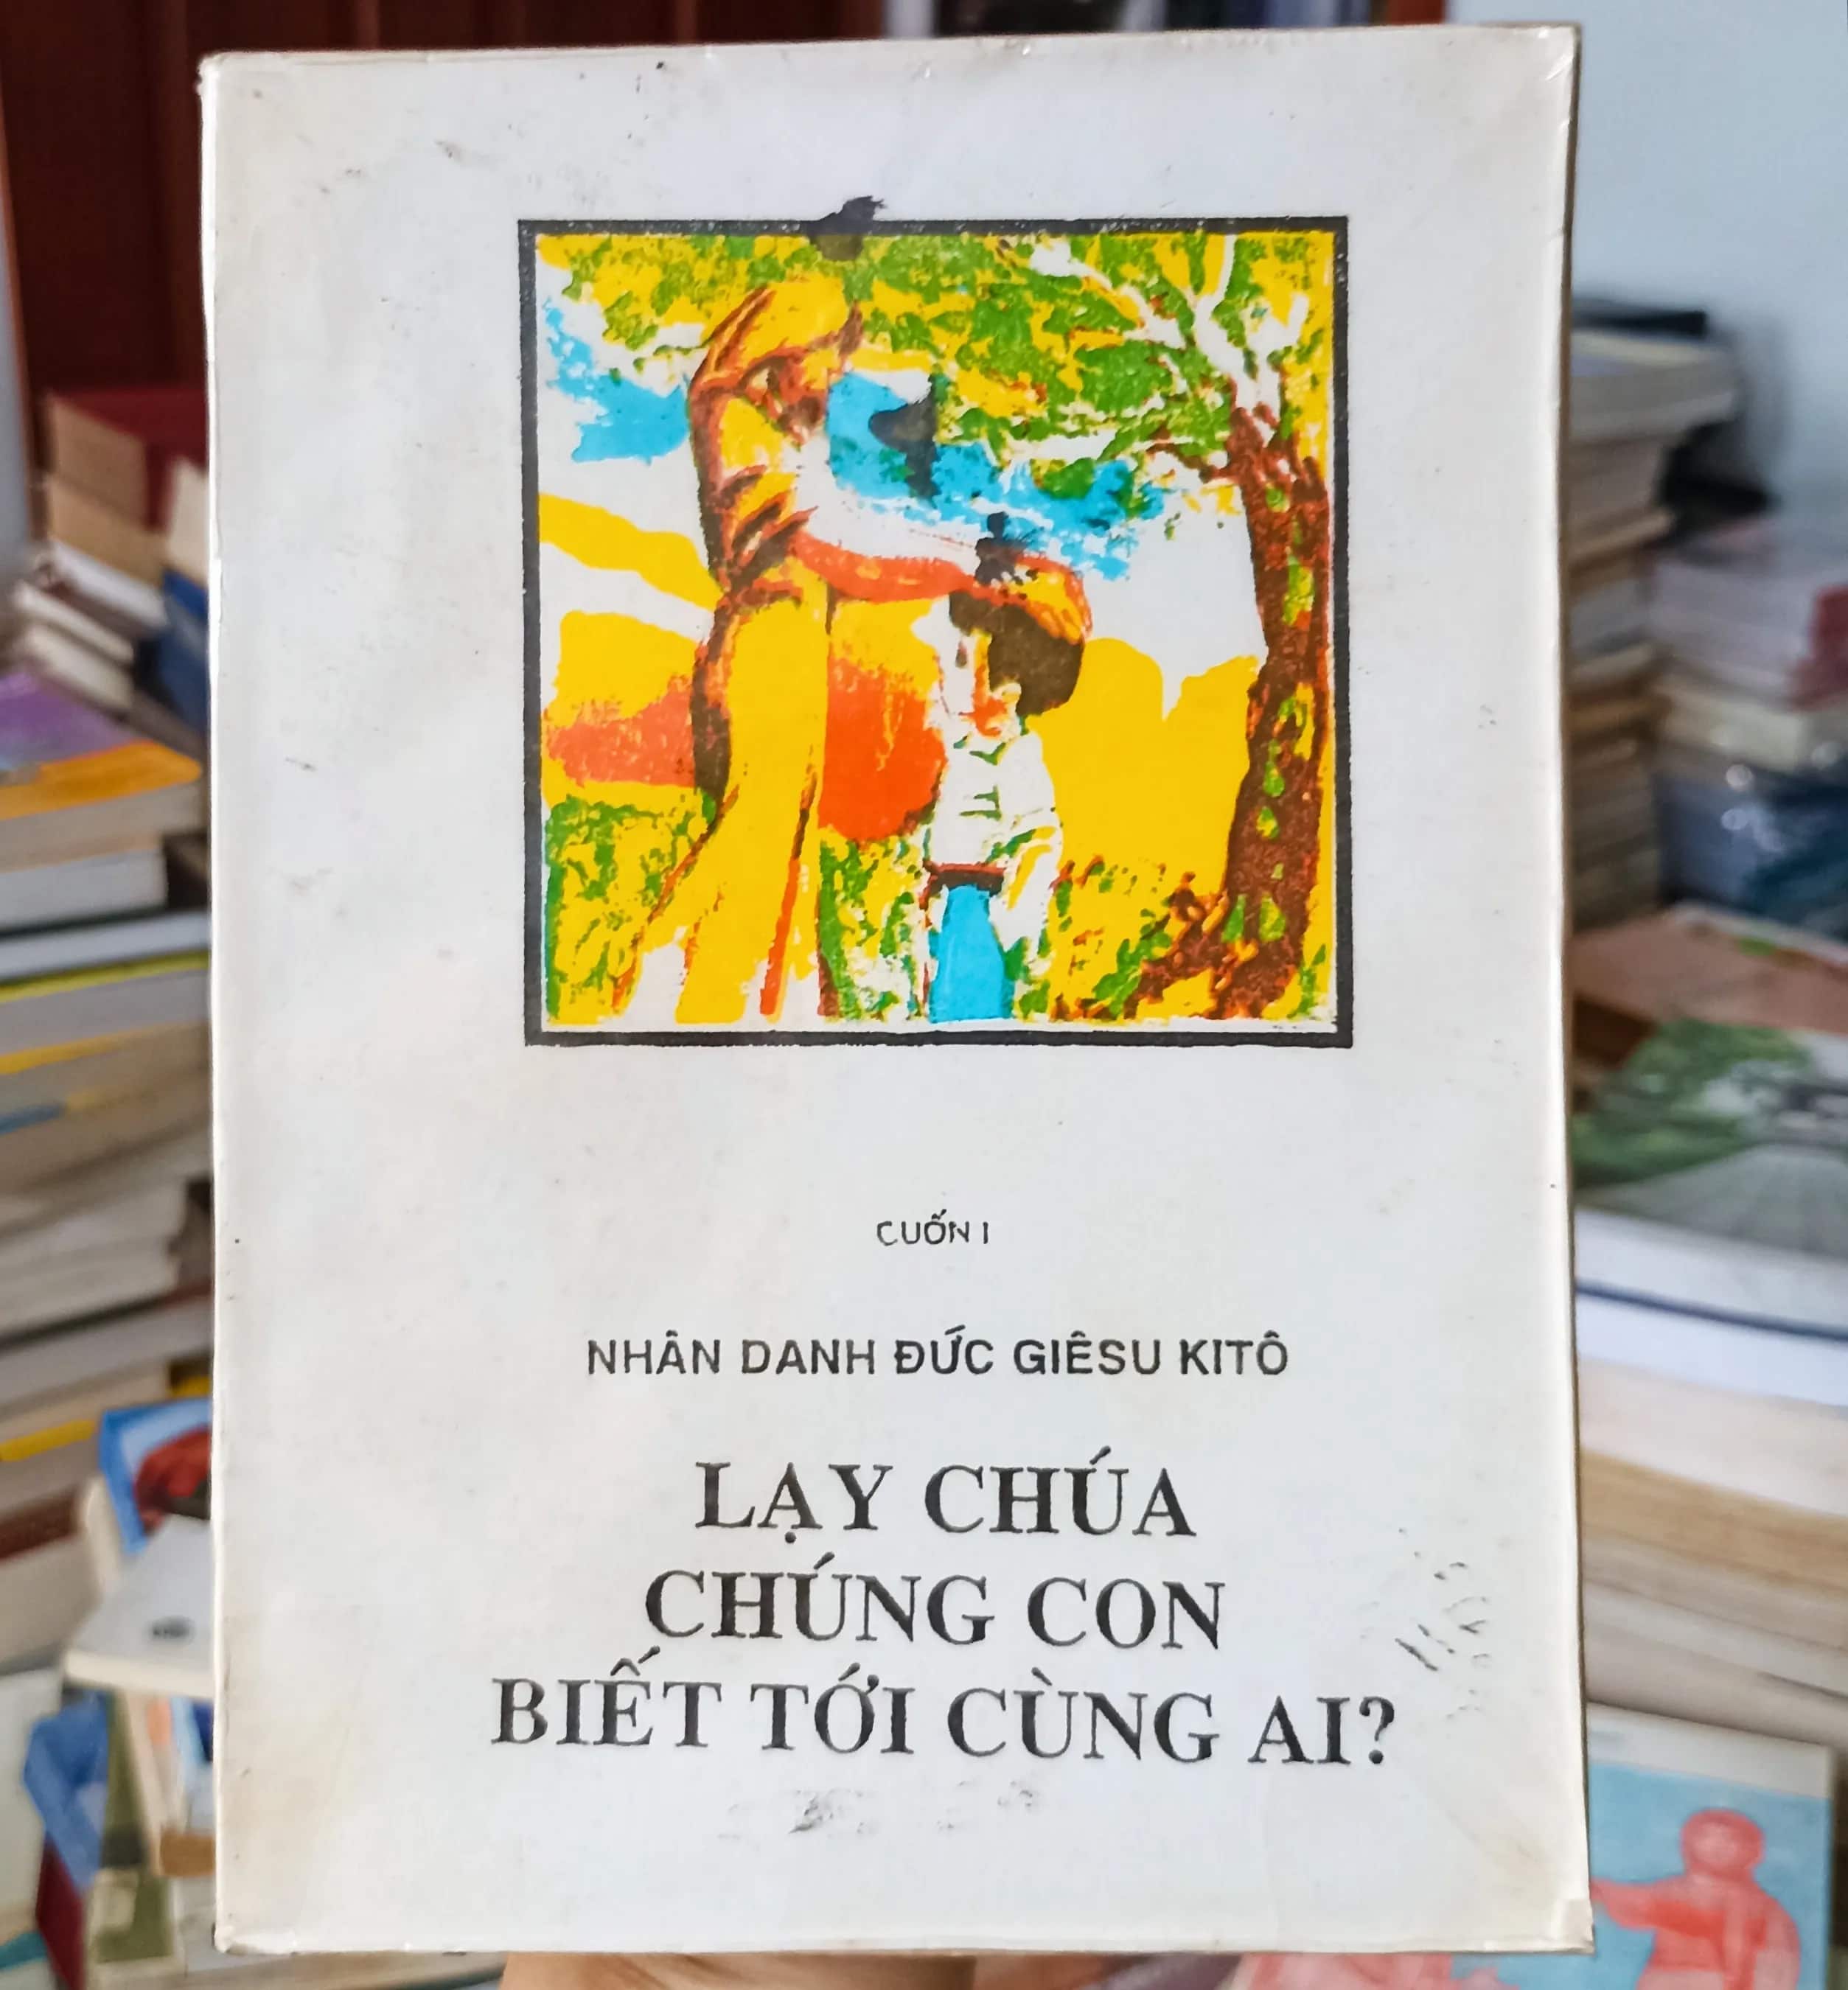 CUỐN I
NHÂN DANH ĐỨC GIÊSU KITÔ
LẠY CHÚA
CHÚNG CON
BIẾT TỚI CÙNG AI?